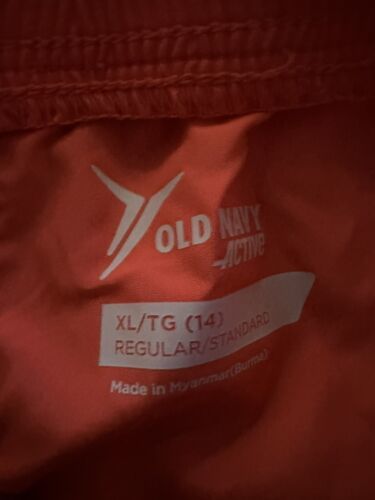 OLD NAVY
ACTIVE
XL/TG (14)
REGULAR/STANDARD
Made in Myanmar(Burma)